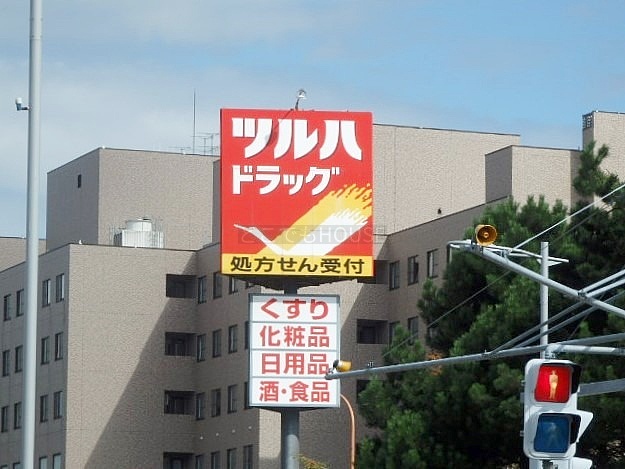 ツルハ
ドラッグ
処方せん受付
くすり
化粧品
日用品
酒・食品